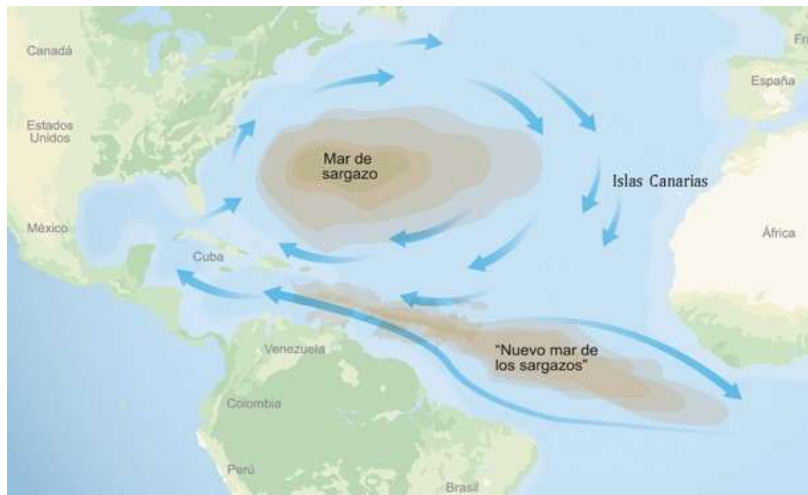 Canadá
Fri
España
Estados
Unidos
Mar de
sargazo
Islas Canarias
México
África
Cuba
Venezuela
"Nuevo mar de
los sargazos"
Colombia
Perú
Brasil